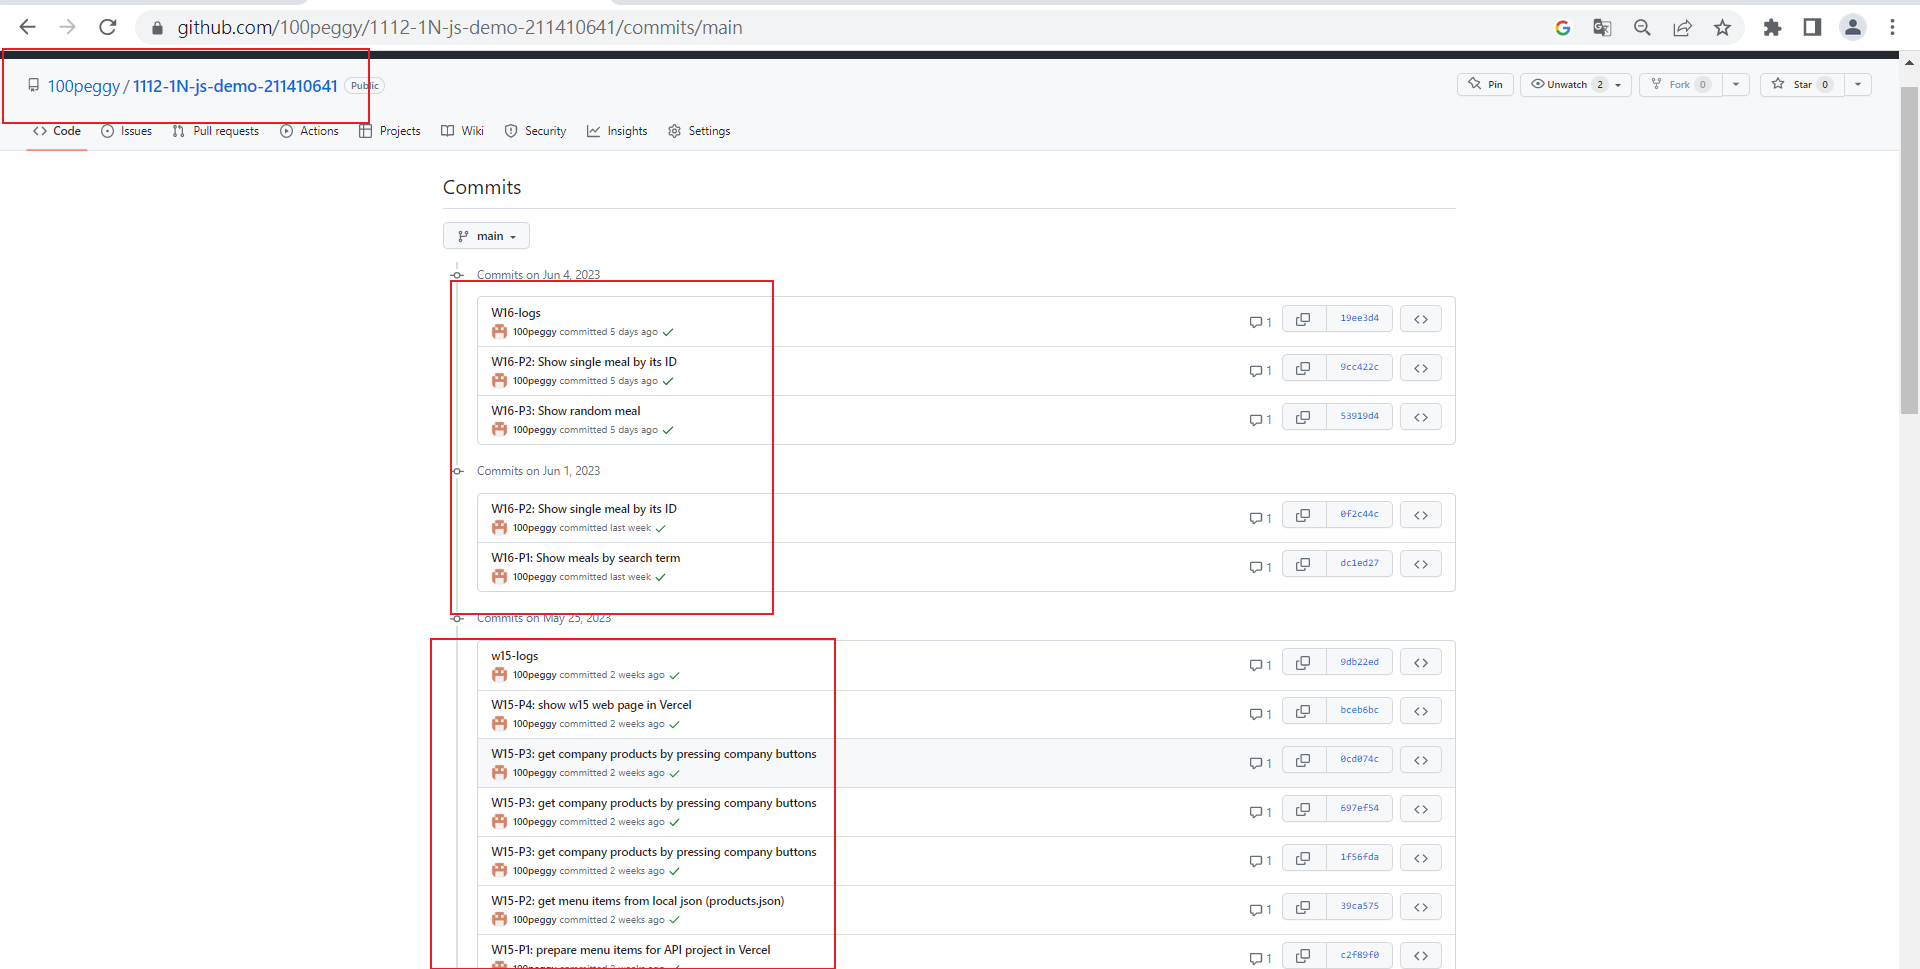 github.com/100peggy/1112-1N-js-demo-211410641/commits/main
100peggy / 1112-1N-js-demo-211410641 Public
Pin Unwatch 2 Fork 0 Star 0
Code Issues Pull requests Actions Projects Wiki Security Insights Settings
Commits
main
Commits on Jun 4, 2023
W16-logs
100peggy committed 5 days ago
1 19ee3d4
W16-P2: Show single meal by its ID
100peggy committed 5 days ago
1 9cc422c
W16-P3: Show random meal
100peggy committed 5 days ago
1 53919d4
Commits on Jun 1, 2023
W16-P2: Show single meal by its ID
100peggy committed last week
1 0f2c44c
W16-P1: Show meals by search term
100peggy committed last week
1 dc1ed27
Commits on May 25, 2023
w15-logs
100peggy committed 2 weeks ago
1 9db22ed
W15-P4: show w15 web page in Vercel
100peggy committed 2 weeks ago
1 bceb6bc
W15-P3: get company products by pressing company buttons
100peggy committed 2 weeks ago
1 0cd074c
W15-P3: get company products by pressing company buttons
100peggy committed 2 weeks ago
1 697ef54
W15-P3: get company products by pressing company buttons
100peggy committed 2 weeks ago
1 1f56fda
W15-P2: get menu items from local json (products.json)
100peggy committed 2 weeks ago
1 39ca575
W15-P1: prepare menu items for API project in Vercel
100peggy committed 2 weeks ago
1 c2f89f0